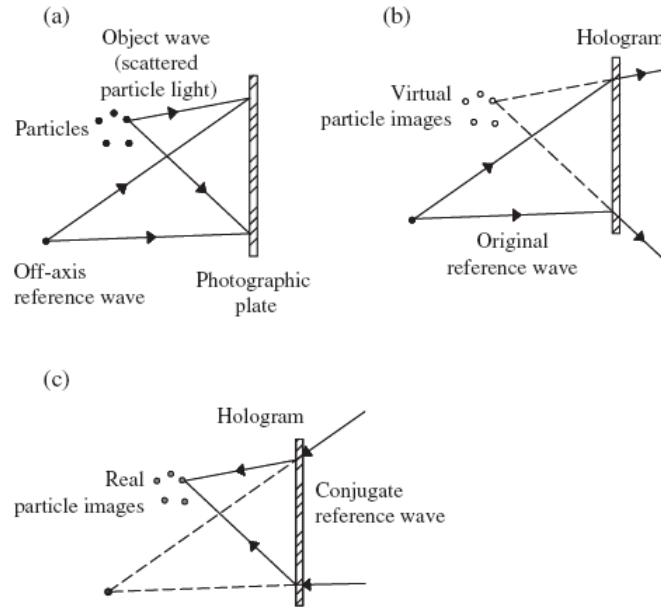 (a)
Object wave
(scattered
particle light)
Particles
Off-axis
reference wave
Photographic
plate
(b)
Hologram
Virtual
particle images
Original
reference wave
(c)
Hologram
Real
particle images
Conjugate
reference wave